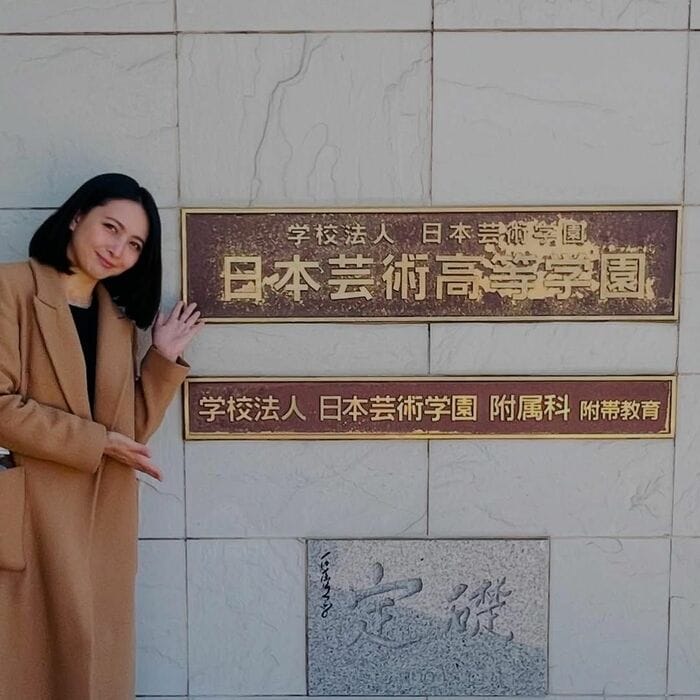 学校法人 日本芸術学園
日本芸術高等学園
学校法人 日本芸術学園 附属科 附帯教育
定礎